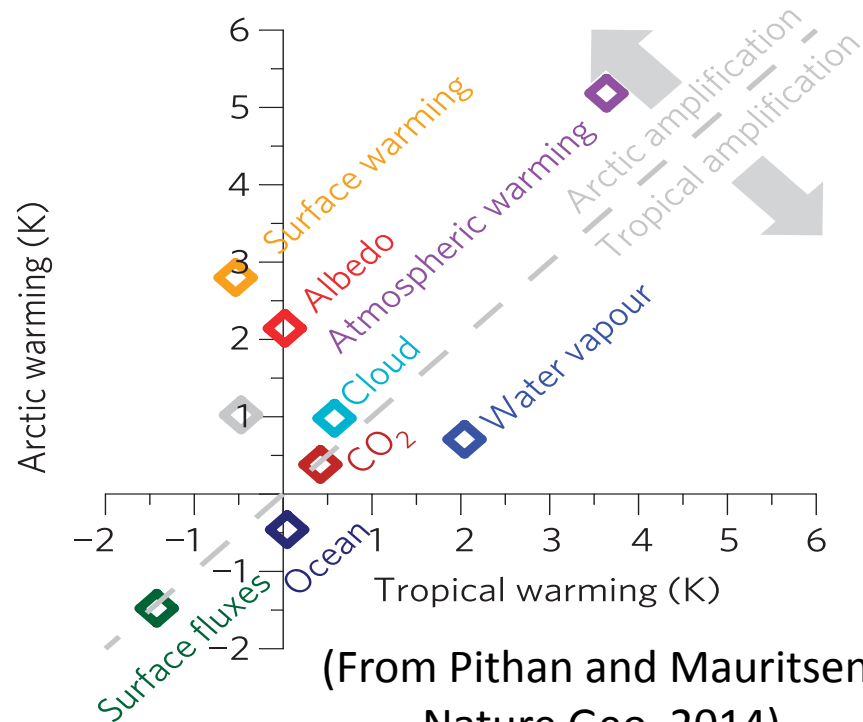 6
5
4
3
2
1
−1
−2
Arctic warming (K)
−2
−1
1
2
3
4
5
6
Tropical warming (K)
Surface warming
Albedo
Atmospheric warming
Arctic amplification
Tropical amplification
Cloud
CO₂
Water vapour
Ocean
Surface fluxes
(From Pithan and Mauritsen
Nature Geo, 2014)